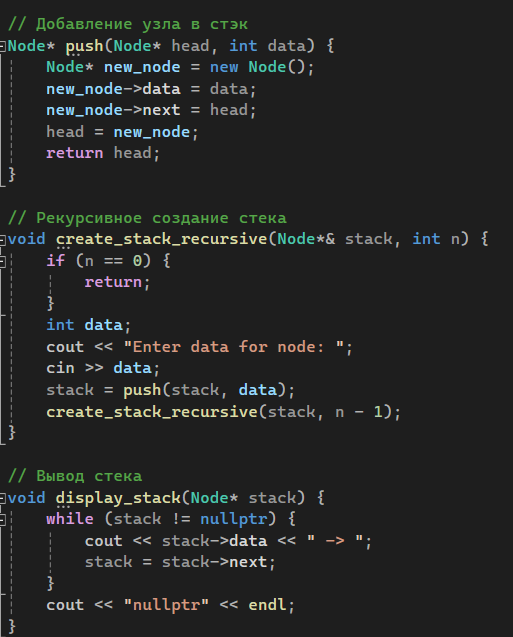 // Добавление узла в стэк
Node* push(Node* head, int data) {
    Node* new_node = new Node();
    new_node->data = data;
    new_node->next = head;
    head = new_node;
    return head;
}

// Рекурсивное создание стека
void create_stack_recursive(Node*& stack, int n) {
    if (n == 0) {
        return;
    }
    int data;
    cout << "Enter data for node: ";
    cin >> data;
    stack = push(stack, data);
    create_stack_recursive(stack, n - 1);
}

// Вывод стека
void display_stack(Node* stack) {
    while (stack != nullptr) {
        cout << stack->data << " -> ";
        stack = stack->next;
    }
    cout << "nullptr" << endl;
}